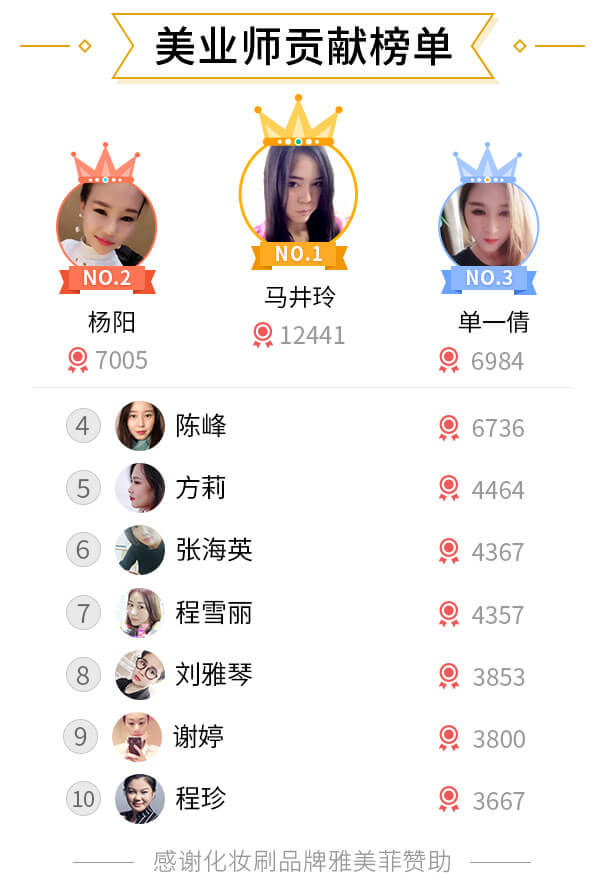 美业师贡献榜单
NO.1
马井玲
12441
NO.2
杨阳
7005
NO.3
单一倩
6984
4 陈峰 6736
5 方莉 4464
6 张海英 4367
7 程雪丽 4357
8 刘雅琴 3853
9 谢婷 3800
10 程珍 3667
感谢化妆刷品牌雅美菲赞助